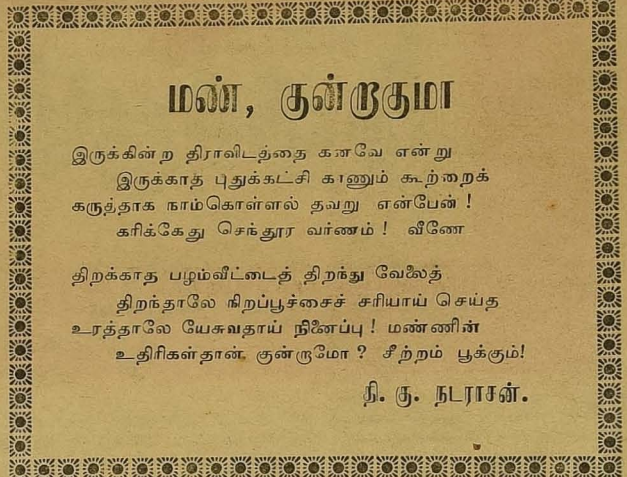 மண், குன்றாகுமா
இருக்கின்ற திராவிடத்தை கனவே என்று
இருக்காத புதுக்கட்சி காணும் கூற்றைக்
கருத்தாக நாம்கொள்ளல் தவறு என்பேன் !
கரிக்கேது செந்தூர வர்ணம் ! வீணே
திறக்காத பழம்வீட்டைத் திறந்து வேலைத்
திறந்தாலே நிறப்பூச்சைச் சரியாய் செய்த
உரத்தாலே யேசுவதாய் நினைப்பு ! மண்ணின்
உதிரிகள்தான் குன்றாமோ ? சீற்றம் பூக்கும்!
தி. கு. நடராசன்.